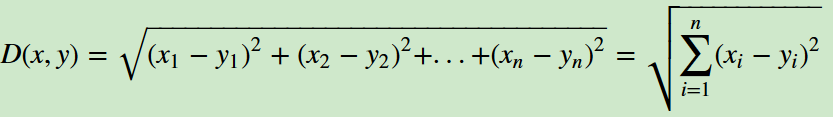 D(x, y) = √((x₁ − y₁)² + (x₂ − y₂)²+...+(xₙ − yₙ)²) = √(∑ᵢ₌₁ⁿ(xᵢ − yᵢ)²)